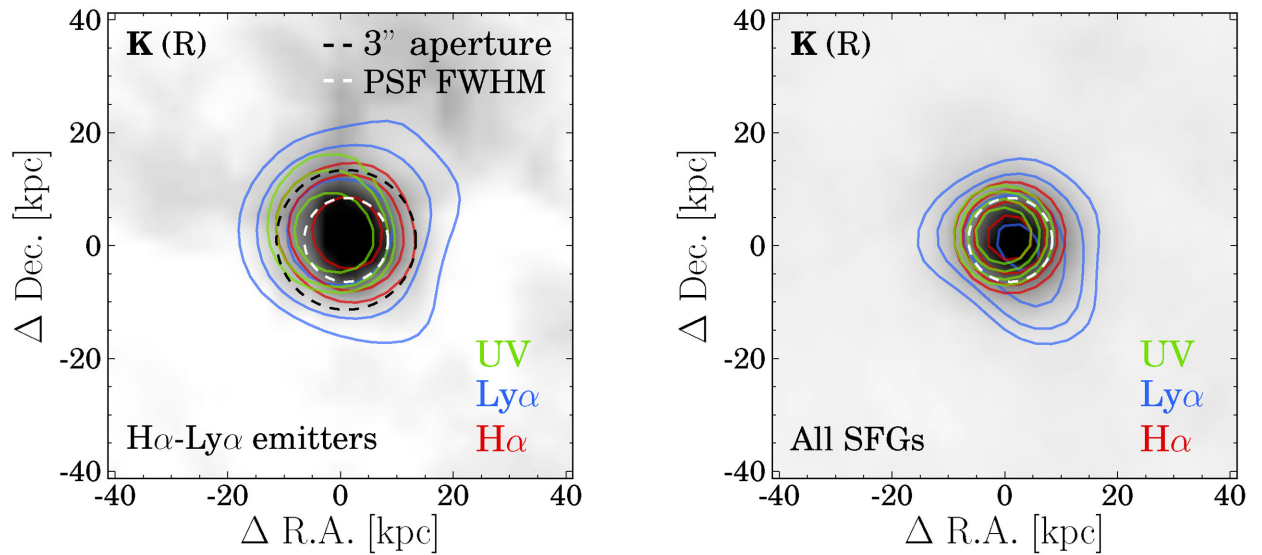 K (R)
3” aperture
PSF FWHM
UV
Lyα
Hα
Hα-Lyα emitters
40
20
0
-20
-40
Δ Dec. [kpc]
-40 -20 0 20 40
Δ R.A. [kpc]
K (R)
UV
Lyα
Hα
All SFGs
40
20
0
-20
-40
Δ Dec. [kpc]
-40 -20 0 20 40
Δ R.A. [kpc]